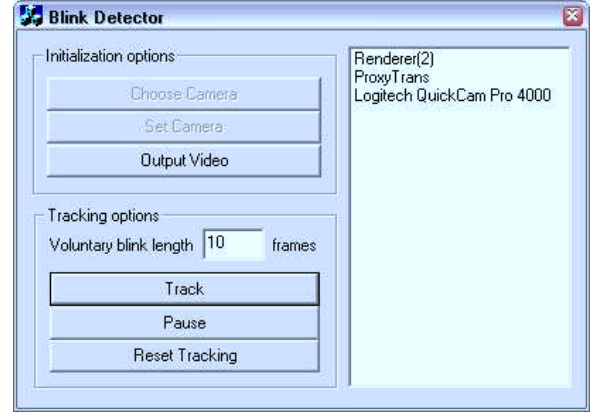 Blink Detector
Initialization options
Choose Camera
Set Camera
Output Video
Tracking options
Voluntary blink length 10 frames
Track
Pause
Reset Tracking
Renderer(2)
ProxyTrans
Logitech QuickCam Pro 4000